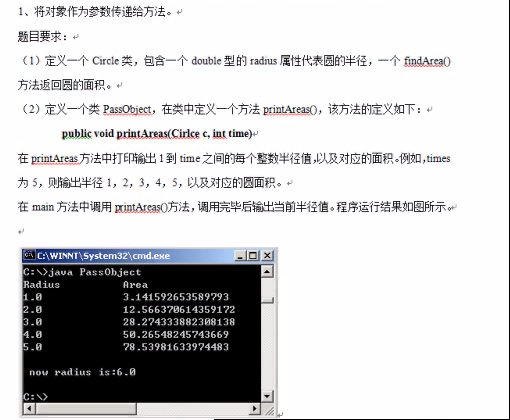 1、将对象作为参数传递给方法。
题目要求：
（1）定义一个 Circle 类，包含一个 double 型的 radius 属性代表圆的半径，一个 findArea()
方法返回圆的面积。
（2）定义一个类 PassObject，在类中定义一个方法 printAreas()，该方法的定义如下：
public void printAreas(Cirlce c, int time)
在 printAreas 方法中打印输出 1 到 time 之间的每个整数半径值，以及对应的面积。例如，times
为 5，则输出半径 1，2，3，4，5，以及对应的圆面积。
在 main 方法中调用 printAreas()方法，调用完毕后输出当前半径值。程序运行结果如图所示。
C:\WINNT\System32\cmd.exe
C:\>java PassObject
Radius Area
1.0 3.141592653589793
2.0 12.566370614359172
3.0 28.274333882308138
4.0 50.26548245743669
5.0 78.53981633974483
now radius is:6.0
C:\>